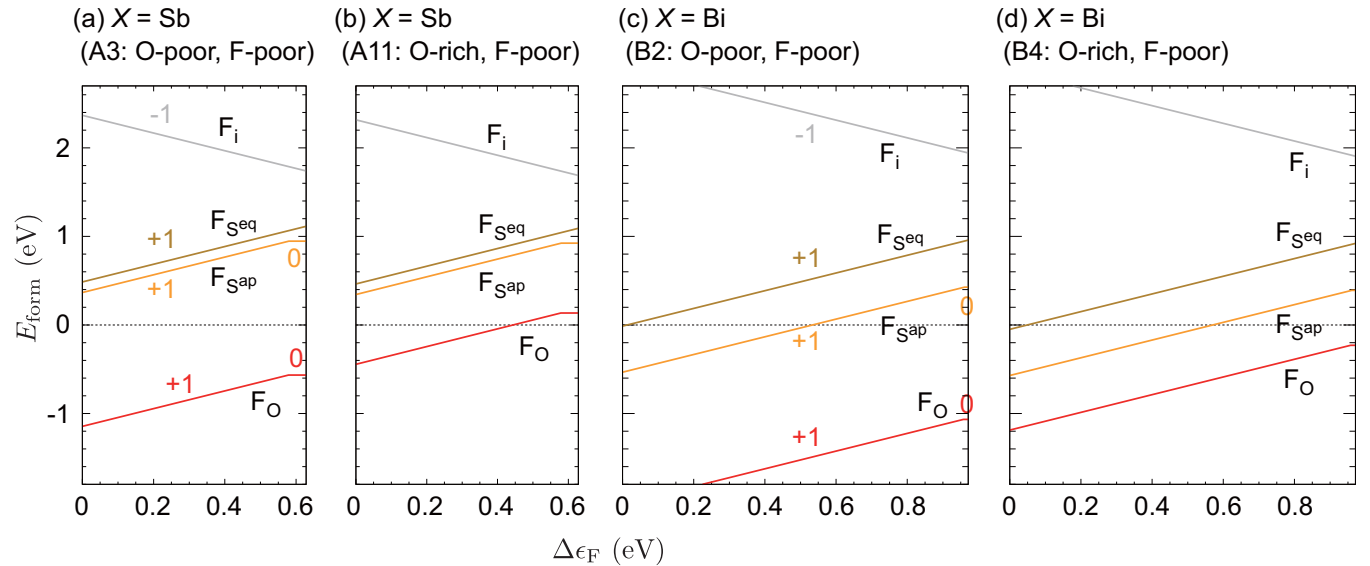 (a) X = Sb
(A3: O-poor, F-poor)
(b) X = Sb
(A11: O-rich, F-poor)
(c) X = Bi
(B2: O-poor, F-poor)
(d) X = Bi
(B4: O-rich, F-poor)
E_form (eV)
2
1
0
-1
-1
F_i
F_S^eq
+1
0
F_S^ap
+1
0
+1
F_O
0 0.2 0.4 0.6
F_i
F_S^eq
F_S^ap
F_O
0 0.2 0.4 0.6
-1
F_i
F_S^eq
+1
0
F_S^ap
+1
F_O
0
+1
0 0.2 0.4 0.6 0.8
F_i
F_S^eq
F_S^ap
F_O
0 0.2 0.4 0.6 0.8
Δϵ_F (eV)